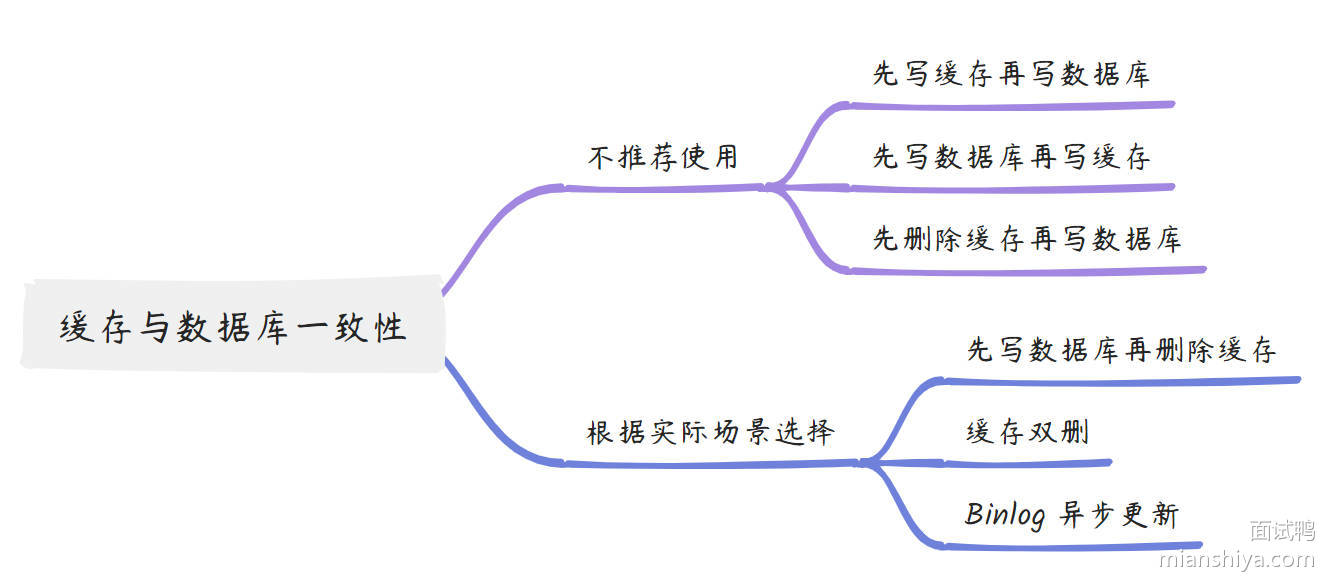 先写缓存再写数据库
不推荐使用
先写数据库再写缓存
先删除缓存再写数据库
缓存与数据库一致性
先写数据库再删除缓存
根据实际场景选择
缓存双删
Binlog 异步更新
面试鸭
mianshiya.com